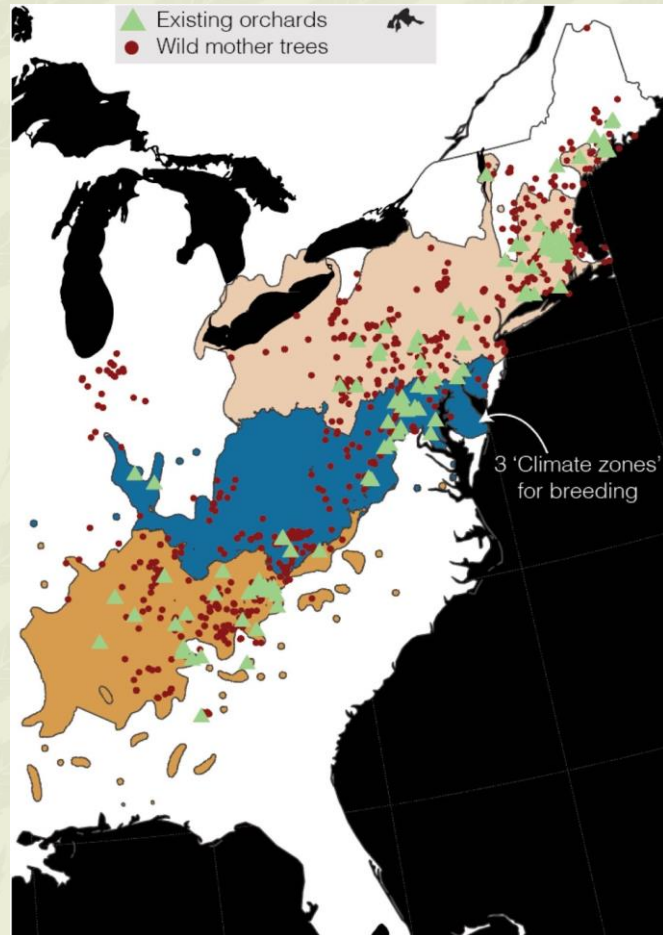 Existing orchards
Wild mother trees
3 'Climate zones'
for breeding